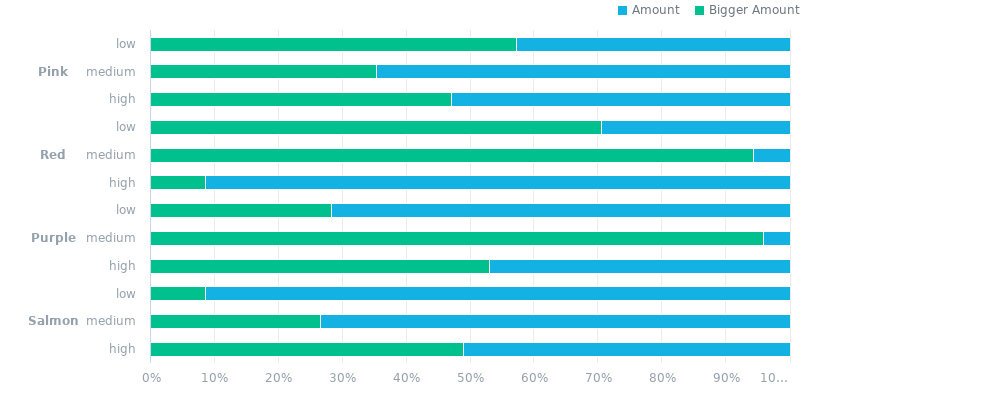 Amount Bigger Amount
low
Pink medium
high
low
Red medium
high
low
Purple medium
high
low
Salmon medium
high
0% 10% 20% 30% 40% 50% 60% 70% 80% 90% 10...